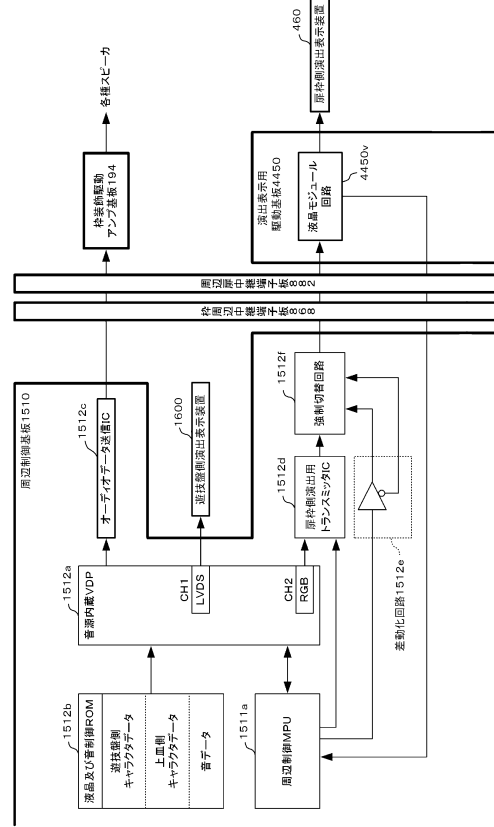 周辺制御基板1510
1512b
液晶及び音制御ROM
遊技盤側
キャラクタデータ
上皿側
キャラクタデータ
音データ
1511a
周辺制御MPU
1512a
音源内蔵VDP
CH1
LVDS
CH2
RGB
1512c
オーディオデータ送信IC
1600
遊技盤側演出表示装置
1512d
扉枠側演出用
トランスミッタIC
差動化回路1512e
1512f
強制切替回路
枠周辺中継端子板868
周辺扉中継端子板882
枠装飾駆動
アンプ基板194
各種スピーカ
演出表示用
駆動基板4450
液晶モジュール
回路
4450v
460
扉枠側演出表示装置